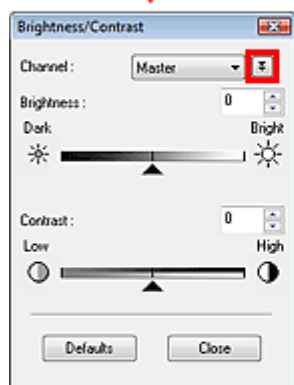 Brightness/Contrast
Channel : Master
Brightness : 0
Dark Bright
Contrast : 0
Low High
Defaults Close